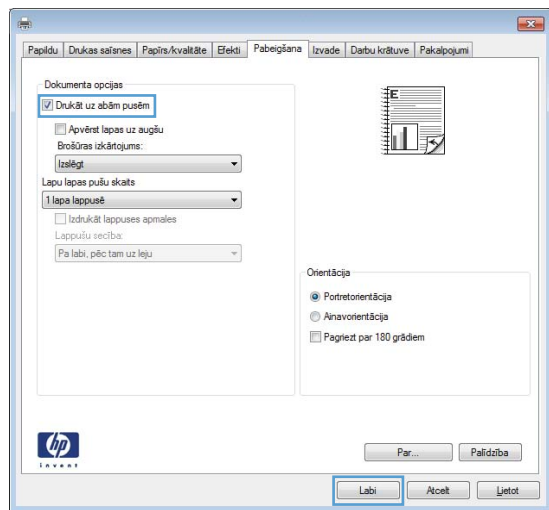 Papildu Drukas saīsnes Papīrs/kvalitāte Efekti Pabeigšana Izvade Darbu krātuve Pakalpojumi
Dokumenta opcijas
Drukāt uz abām pusēm
Apvērst lapas uz augšu
Brošūras izkārtojums:
Izslēgt
Lapu lapas pušu skaits
1 lapa lappusē
Izdrukāt lappuses apmales
Lappušu secība:
Pa labi, pēc tam uz leju
E
Orientācija
Portretorientācija
Ainavorientācija
Pagriezt par 180 grādiem
hp
invent
Par... Palīdzība
Labi Atcelt Lietot